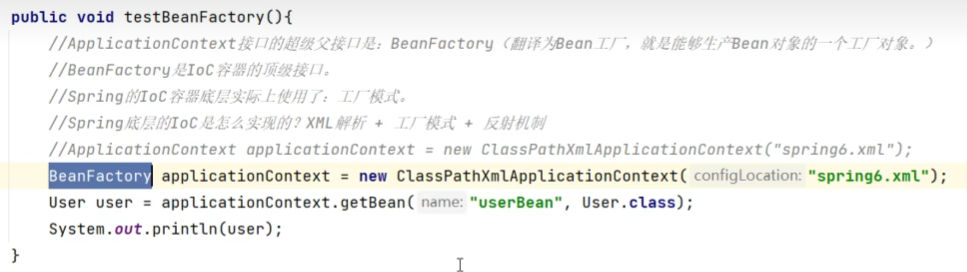 public void testBeanFactory(){
//ApplicationContext接口的超级父接口是：BeanFactory（翻译为Bean工厂，就是能够生产Bean对象的一个工厂对象。）
//BeanFactory是IoC容器的顶级接口。
//Spring的IoC容器底层实际上使用了：工厂模式。
//Spring底层的IoC是怎么实现的？XML解析 + 工厂模式 + 反射机制
//ApplicationContext applicationContext = new ClassPathXmlApplicationContext("spring6.xml");
BeanFactory applicationContext = new ClassPathXmlApplicationContext( configLocation: "spring6.xml");
User user = applicationContext.getBean( name: "userBean", User.class);
System.out.println(user);
}